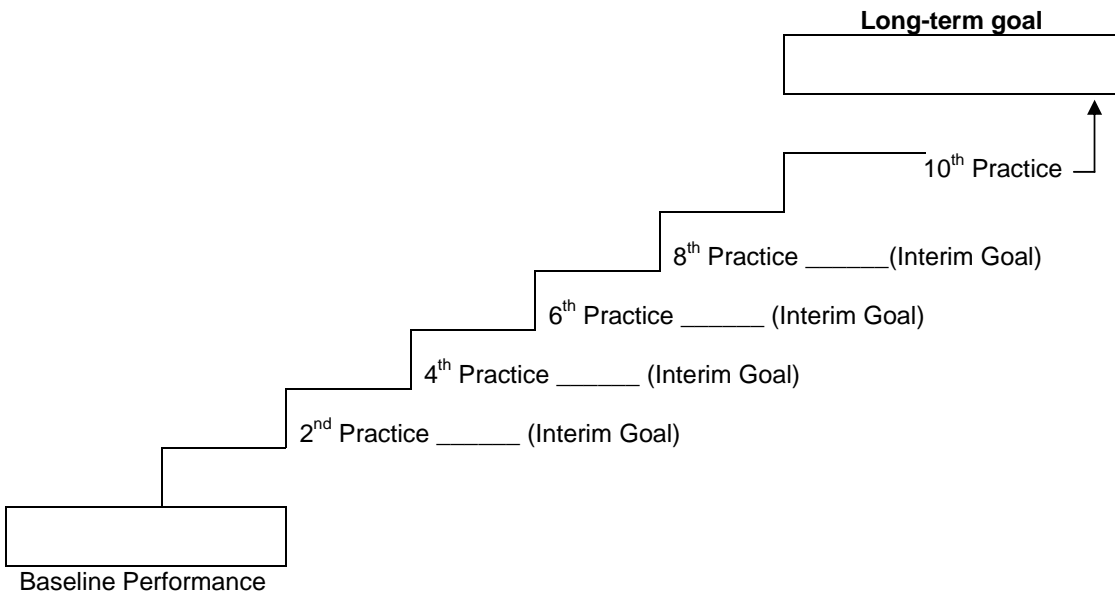 Long-term goal
10th Practice
8th Practice ______(Interim Goal)
6th Practice ______ (Interim Goal)
4th Practice ______ (Interim Goal)
2nd Practice ______ (Interim Goal)
Baseline Performance